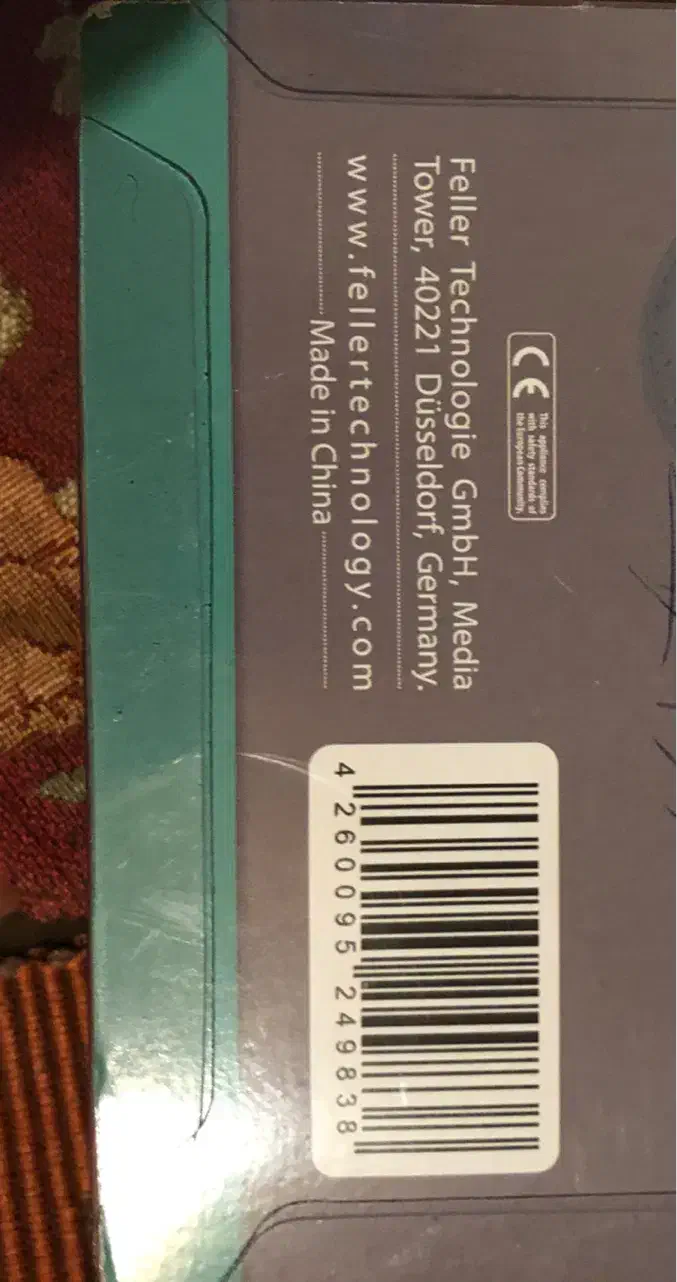 CE
This appliance complies
with safety standards of
the European Community.
Feller Technologie GmbH, Media
Tower, 40221 Düsseldorf, Germany.
www.fellertechnology.com
Made in China
4 260095 249838